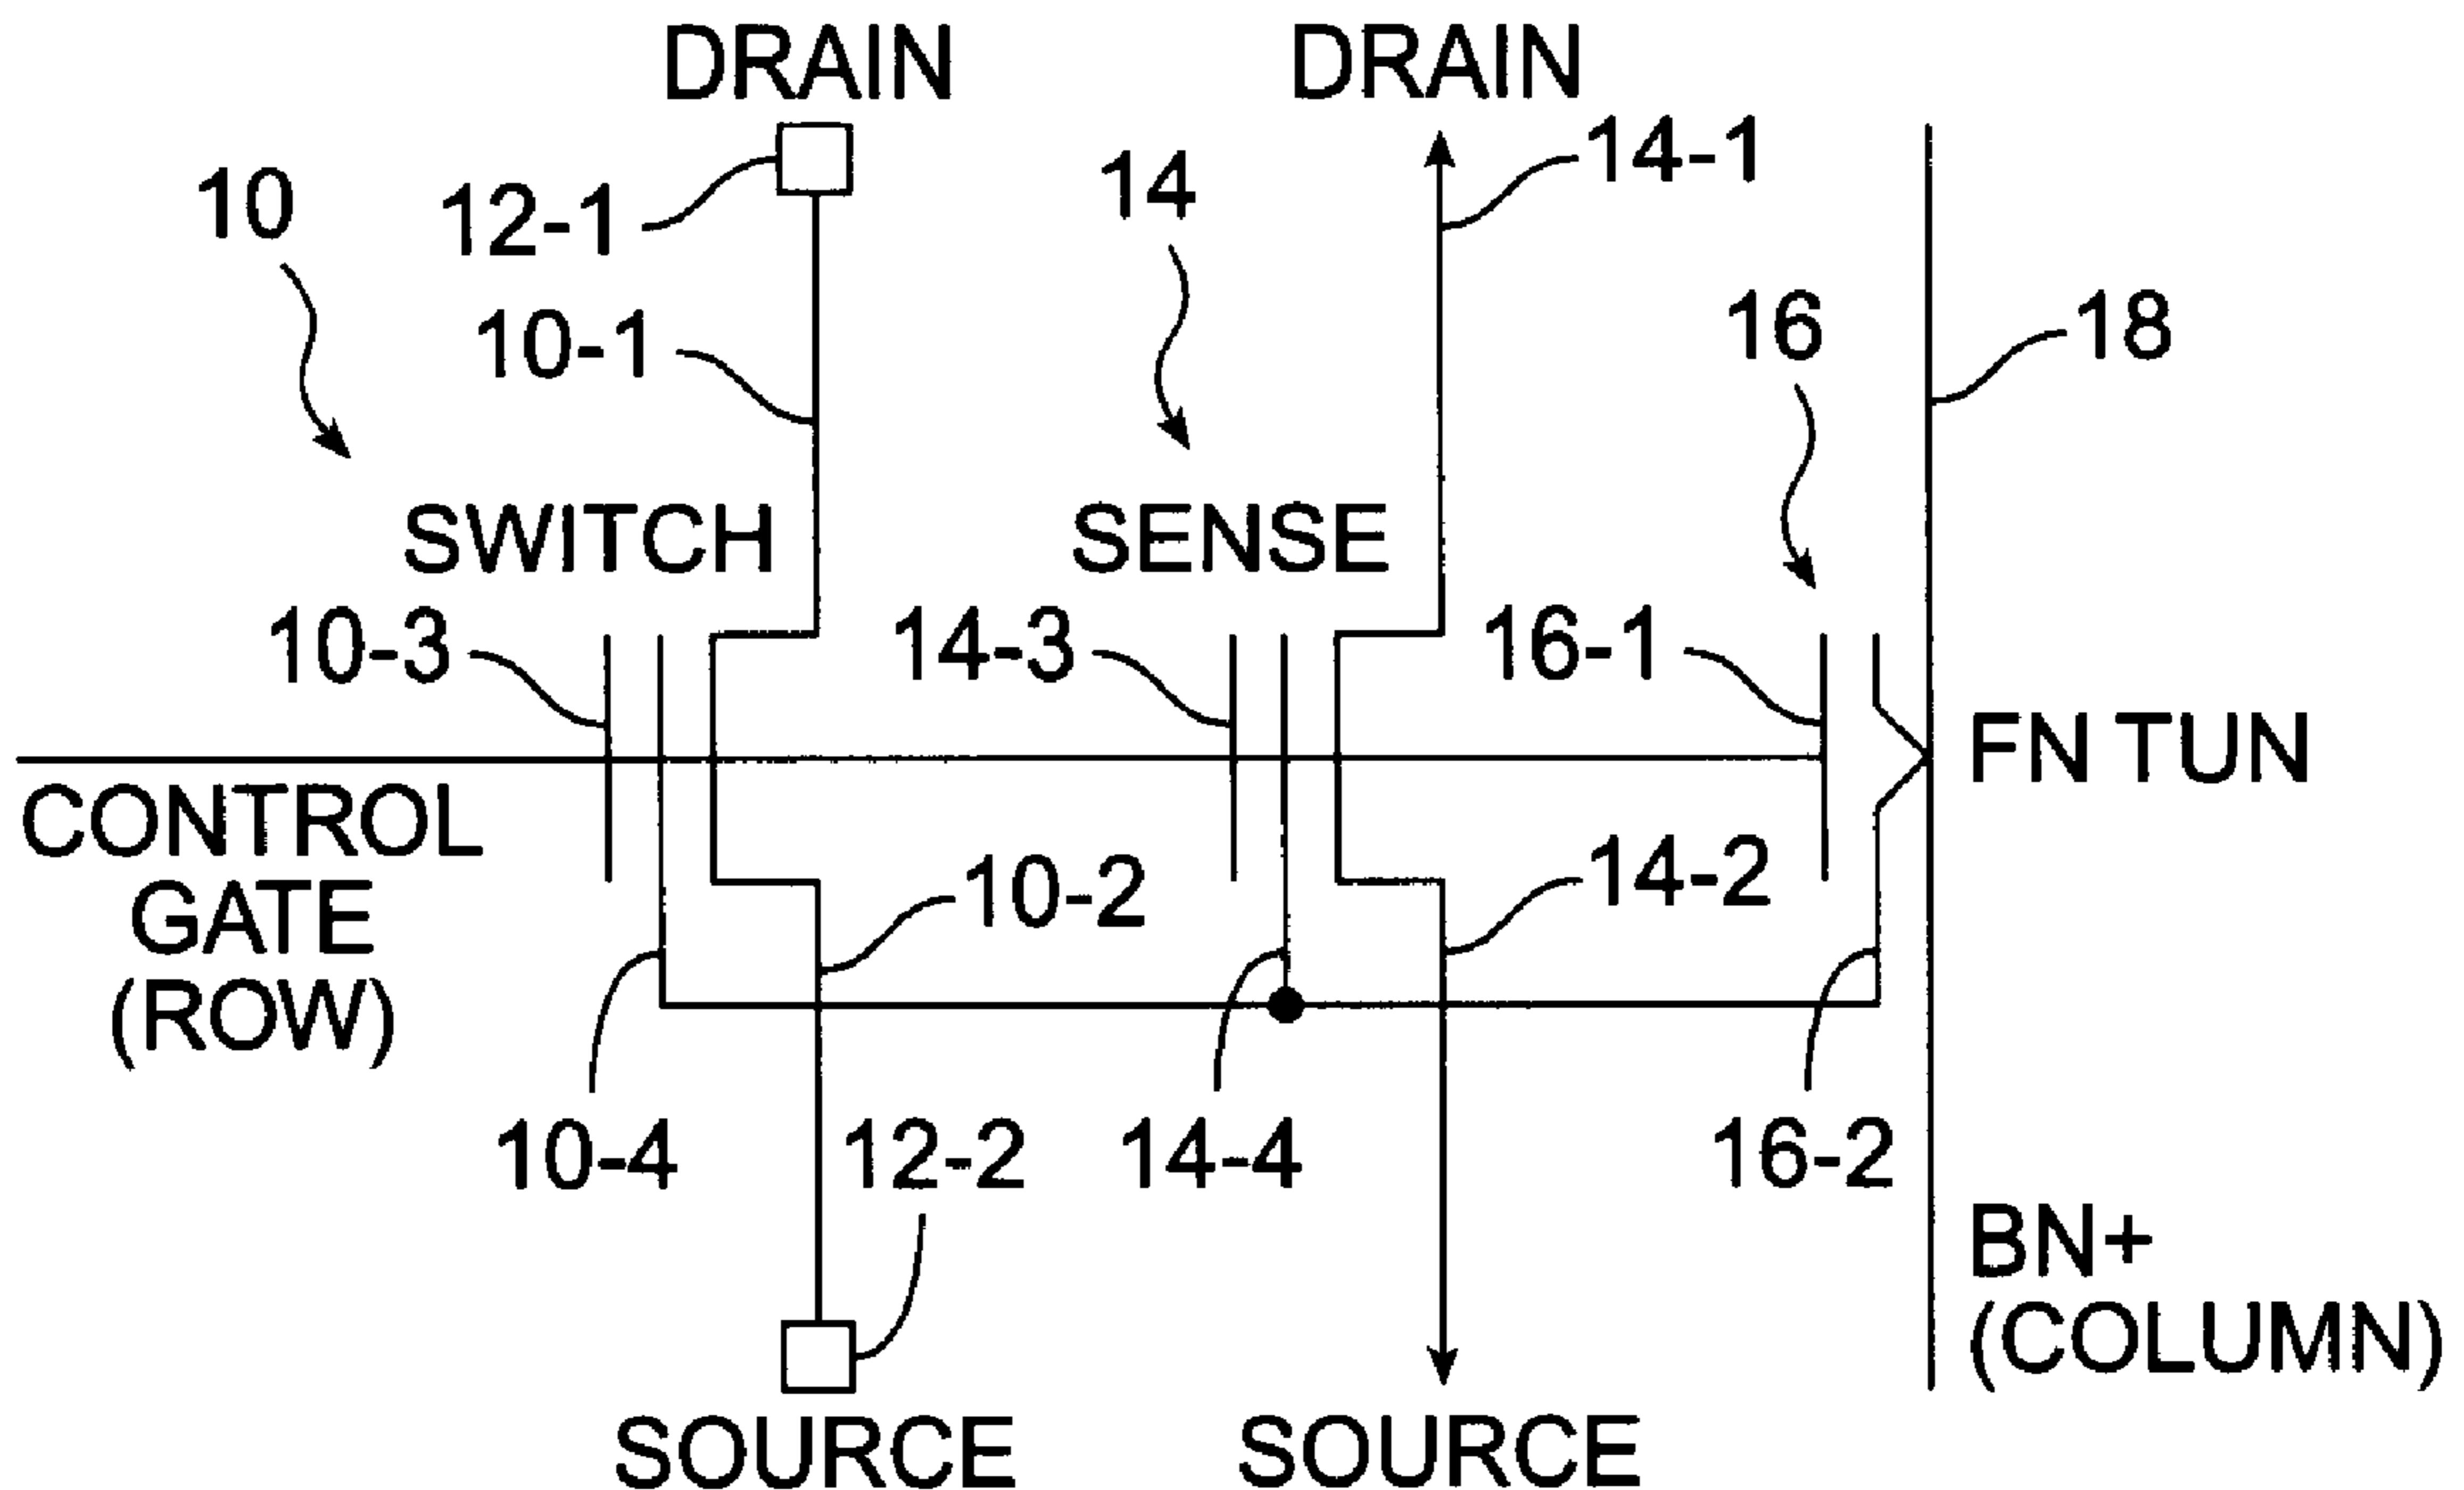 DRAIN
DRAIN
14-1
10
12-1
14
10-1
16
18
SWITCH
SENSE
10-3
14-3
16-1
FN TUN
CONTROL
GATE
(ROW)
10-2
14-2
10-4
12-2
14-4
16-2
BN+
(COLUMN)
SOURCE
SOURCE